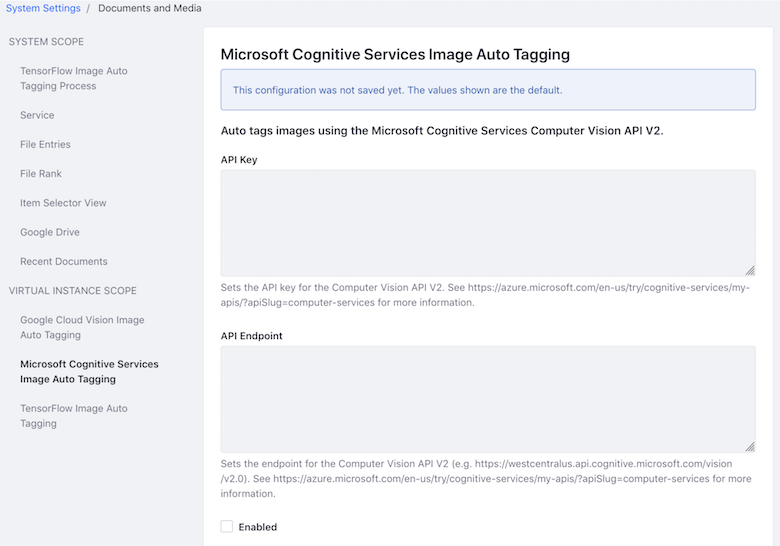 System Settings / Documents and Media
SYSTEM SCOPE
TensorFlow Image Auto
Tagging Process
Service
File Entries
File Rank
Item Selector View
Google Drive
Recent Documents
VIRTUAL INSTANCE SCOPE
Google Cloud Vision Image
Auto Tagging
Microsoft Cognitive Services
Image Auto Tagging
TensorFlow Image Auto
Tagging
Microsoft Cognitive Services Image Auto Tagging
This configuration was not saved yet. The values shown are the default.
Auto tags images using the Microsoft Cognitive Services Computer Vision API V2.
API Key
Sets the API key for the Computer Vision API V2. See https://azure.microsoft.com/en-us/try/cognitive-services/my-
apis/?apiSlug=computer-services for more information.
API Endpoint
Sets the endpoint for the Computer Vision API V2 (e.g. https://westcentralus.api.cognitive.microsoft.com/vision
/v2.0). See https://azure.microsoft.com/en-us/try/cognitive-services/my-apis/?apiSlug=computer-services for more
information.
Enabled